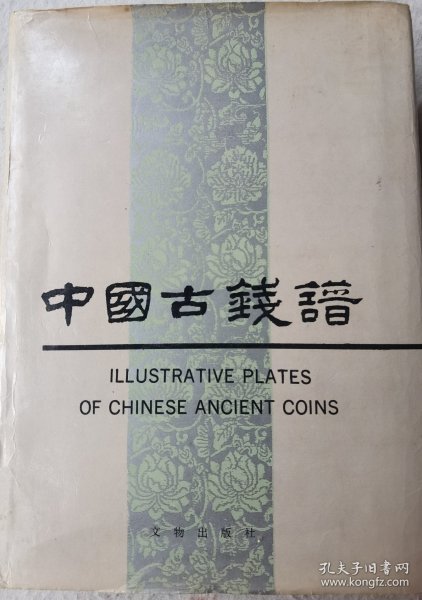 中國古錢譜
ILLUSTRATIVE PLATES
OF CHINESE ANCIENT COINS
文物出版社
孔夫子旧书网
kongfz.com